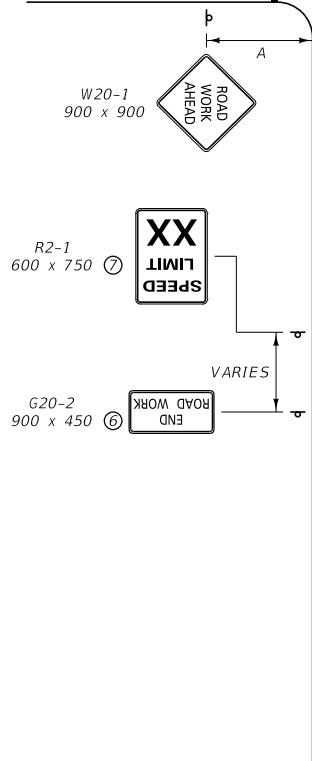 A
W20-1
900 x 900
ROAD
WORK
AHEAD
R2-1
600 x 750 7
SPEED
LIMIT
XX
VARIES
G20-2
900 x 450 6
END
ROAD WORK